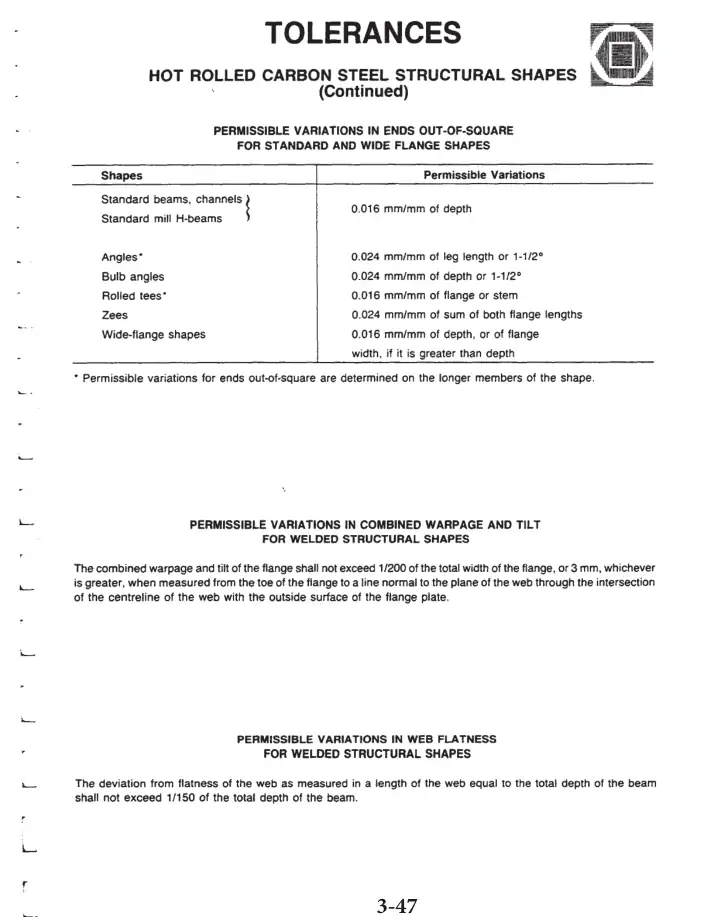 TOLERANCES
HOT ROLLED CARBON STEEL STRUCTURAL SHAPES
(Continued)
PERMISSIBLE VARIATIONS IN ENDS OUT-OF-SQUARE
FOR STANDARD AND WIDE FLANGE SHAPES
Shapes Permissible Variations
Standard beams, channels }
Standard mill H-beams
0.016 mm/mm of depth
Angles* 0.024 mm/mm of leg length or 1-1/2°
Bulb angles 0.024 mm/mm of depth or 1-1/2°
Rolled tees* 0.016 mm/mm of flange or stem
Zees 0.024 mm/mm of sum of both flange lengths
Wide-flange shapes 0.016 mm/mm of depth, or of flange
width, if it is greater than depth
* Permissible variations for ends out-of-square are determined on the longer members of the shape.
PERMISSIBLE VARIATIONS IN COMBINED WARPAGE AND TILT
FOR WELDED STRUCTURAL SHAPES
The combined warpage and tilt of the flange shall not exceed 1/200 of the total width of the flange, or 3 mm, whichever
is greater, when measured from the toe of the flange to a line normal to the plane of the web through the intersection
of the centreline of the web with the outside surface of the flange plate.
PERMISSIBLE VARIATIONS IN WEB FLATNESS
FOR WELDED STRUCTURAL SHAPES
The deviation from flatness of the web as measured in a length of the web equal to the total depth of the beam
shall not exceed 1/150 of the total depth of the beam.
3-47